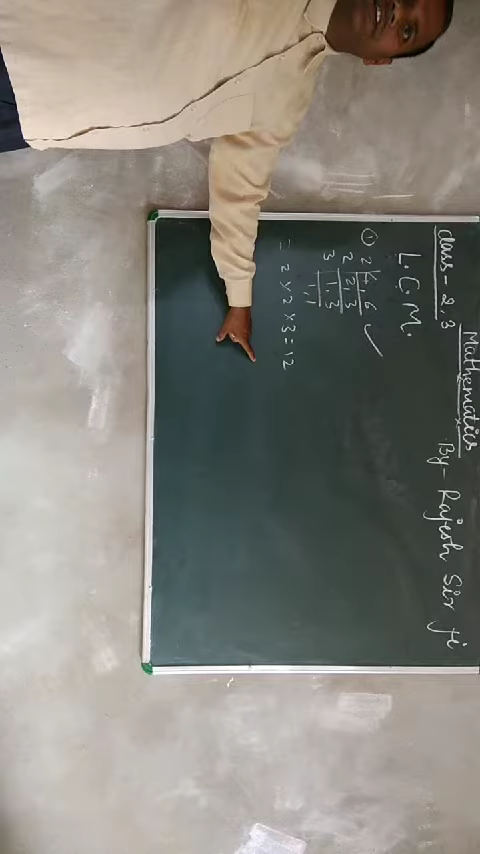 Mathematics
Class - 2, 3
By - Rajesh Sir Ji
L.C.M.
① 2 | 4, 6 ✓
2 | 2, 3
3 | 1, 3
1, 1
= 2 × 2 × 3 = 12